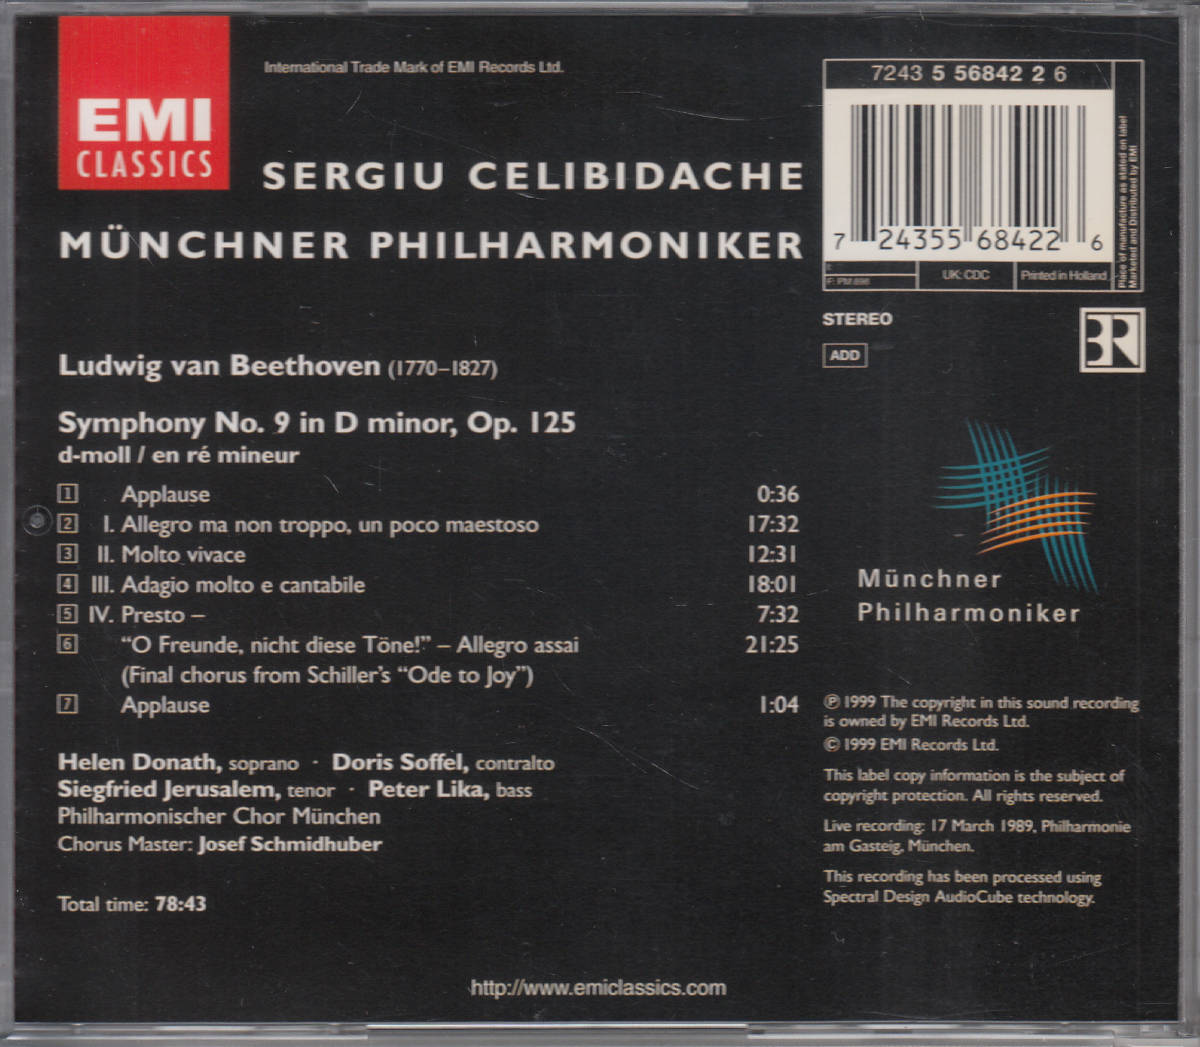 EMI
CLASSICS
International Trade Mark of EMI Records Ltd.
SERGIU CELIBIDACHE
MÜNCHNER PHILHARMONIKER
7243 5 56842 2 6
7 24355 68422 6
UK: CDC
Printed in Holland
Place of manufacture as stated on label
Marketed and Distributed by EMI
STEREO
ADD
BR
Ludwig van Beethoven (1770–1827)
Symphony No. 9 in D minor, Op. 125
d-moll / en ré mineur
1 Applause 0:36
2 I. Allegro ma non troppo, un poco maestoso 17:32
3 II. Molto vivace 12:31
4 III. Adagio molto e cantabile 18:01
5 IV. Presto – 7:32
6 “O Freunde, nicht diese Töne!” – Allegro assai 21:25
(Final chorus from Schiller's “Ode to Joy”)
7 Applause 1:04
Helen Donath, soprano · Doris Soffel, contralto
Siegfried Jerusalem, tenor · Peter Lika, bass
Philharmonischer Chor München
Chorus Master: Josef Schmidhuber
Total time: 78:43
Münchner
Philharmoniker
℗ 1999 The copyright in this sound recording
is owned by EMI Records Ltd.
© 1999 EMI Records Ltd.
This label copy information is the subject of
copyright protection. All rights reserved.
Live recording: 17 March 1989, Philharmonie
am Gasteig, München.
This recording has been processed using
Spectral Design AudioCube technology.
http://www.emiclassics.com